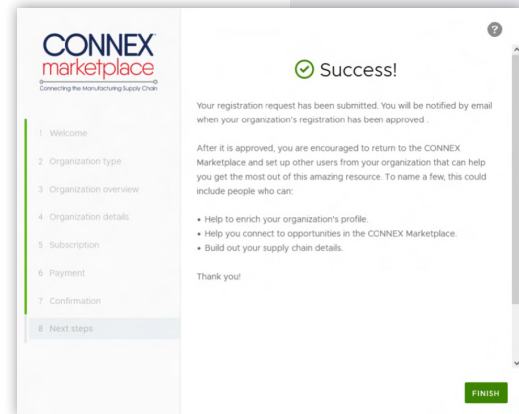 CONNEX
marketplace
Connecting the Manufacturing Supply Chain
1 Welcome
2 Organization type
3 Organization overview
4 Organization details
5 Subscription
6 Payment
7 Confirmation
8 Next steps
?
Success!
Your registration request has been submitted. You will be notified by email
when your organization's registration has been approved .
After it is approved, you are encouraged to return to the CONNEX
Marketplace and set up other users from your organization that can help
you get the most out of this amazing resource. To name a few, this could
include people who can:
• Help to enrich your organization's profile.
• Help you connect to opportunities in the CONNEX Marketplace.
• Build out your supply chain details.
Thank you!
FINISH